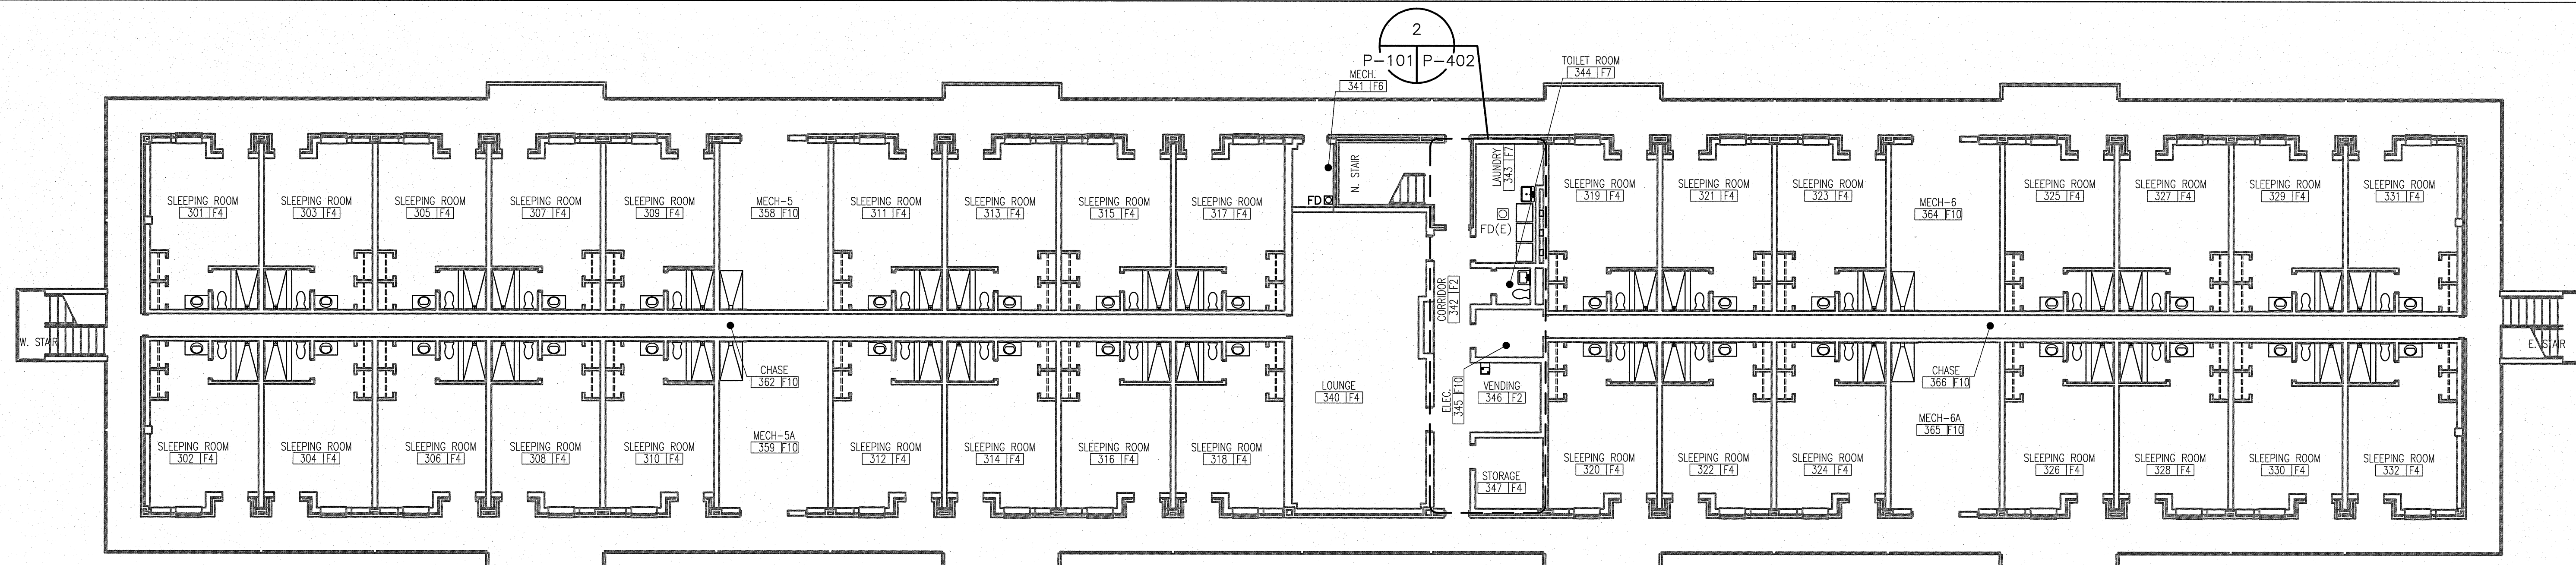 2
P-101 P-402
MECH.
341 F6
TOILET ROOM
344 F7
N. STAIR
LAUNDRY
343 F7
FD
FD(E)
SLEEPING ROOM
301 F4
SLEEPING ROOM
303 F4
SLEEPING ROOM
305 F4
SLEEPING ROOM
307 F4
SLEEPING ROOM
309 F4
MECH-5
358 F10
SLEEPING ROOM
311 F4
SLEEPING ROOM
313 F4
SLEEPING ROOM
315 F4
SLEEPING ROOM
317 F4
SLEEPING ROOM
319 F4
SLEEPING ROOM
321 F4
SLEEPING ROOM
323 F4
MECH-6
364 F10
SLEEPING ROOM
325 F4
SLEEPING ROOM
327 F4
SLEEPING ROOM
329 F4
SLEEPING ROOM
331 F4
CORRIDOR
342 F2
W. STAIR
E. STAIR
CHASE
362 F10
LOUNGE
340 F4
ELEC.
345 F10
VENDING
346 F2
CHASE
366 F10
SLEEPING ROOM
302 F4
SLEEPING ROOM
304 F4
SLEEPING ROOM
306 F4
SLEEPING ROOM
308 F4
SLEEPING ROOM
310 F4
MECH-5A
359 F10
SLEEPING ROOM
312 F4
SLEEPING ROOM
314 F4
SLEEPING ROOM
316 F4
SLEEPING ROOM
318 F4
STORAGE
347 F4
SLEEPING ROOM
320 F4
SLEEPING ROOM
322 F4
SLEEPING ROOM
324 F4
MECH-6A
365 F10
SLEEPING ROOM
326 F4
SLEEPING ROOM
328 F4
SLEEPING ROOM
330 F4
SLEEPING ROOM
332 F4